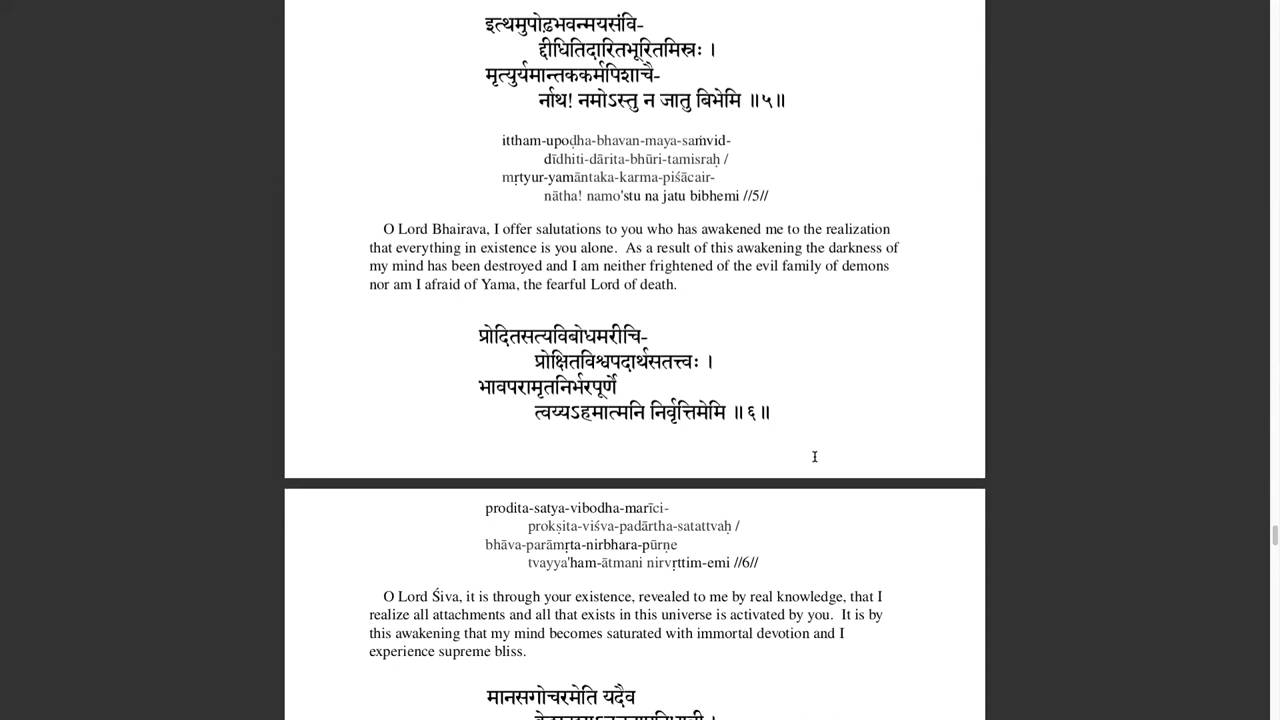 इत्थमुपोढभवन्मयसंवि-
द्दीधितिदारितभूरितमिस्रः ।
मृत्युर्यमान्तककर्मपिशाचै-
र्नाथ! नमोऽस्तु न जातु बिभेमि ॥५॥
ittham-upoḍha-bhavan-maya-saṁvid-
dīdhiti-dārita-bhūri-tamisraḥ /
mṛtyur-yamāntaka-karma-piśācair-
nātha! namo'stu na jatu bibhemi //5//
O Lord Bhairava, I offer salutations to you who has awakened me to the realization
that everything in existence is you alone. As a result of this awakening the darkness of
my mind has been destroyed and I am neither frightened of the evil family of demons
nor am I afraid of Yama, the fearful Lord of death.
प्रोदितसत्यविबोधमरीचि-
प्रोक्षितविश्वपदार्थसतत्त्वः ।
भावपरामृतनिर्भरपूर्णे
त्वय्यऽहमात्मनि निर्वृत्तिमेमि ॥६॥
prodita-satya-vibodha-marīci-
prokṣita-viśva-padārtha-satattvaḥ /
bhāva-parāmṛta-nirbhara-pūrṇe
tvayya'ham-ātmani nirvṛttim-emi //6//
O Lord Śiva, it is through your existence, revealed to me by real knowledge, that I
realize all attachments and all that exists in this universe is activated by you. It is by
this awakening that my mind becomes saturated with immortal devotion and I
experience supreme bliss.
मानसगोचरमेति यदैव